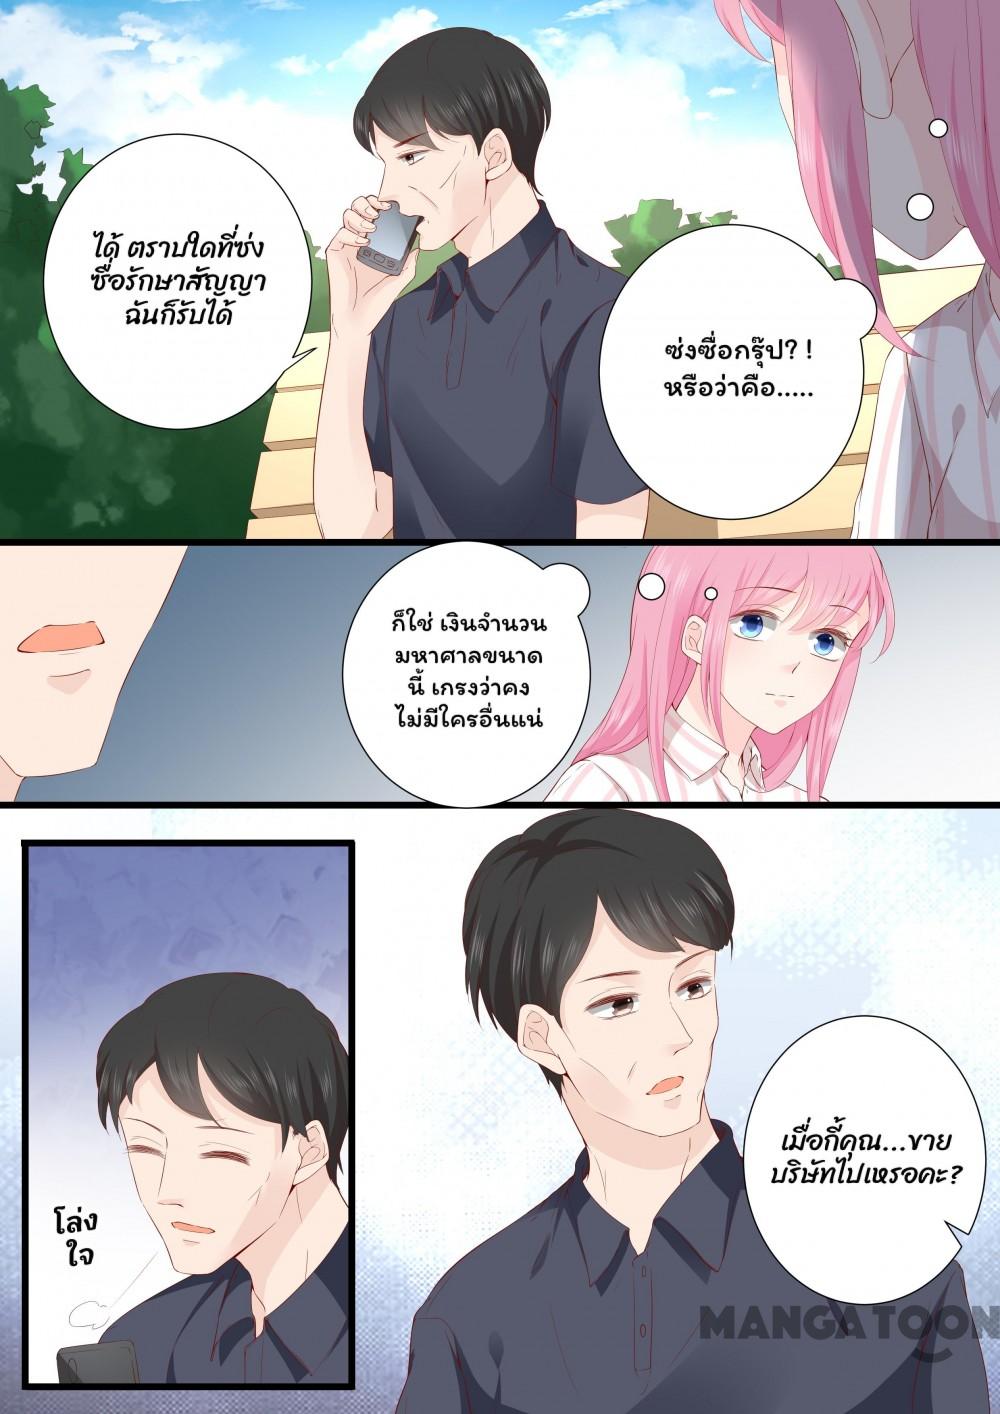 ได้ ตราบใดที่ซ่ง
ซื่อรักษาสัญญา
ฉันก็รับได้
ซ่งซื่อกรุ๊ป? !
หรือว่าคือ.....
ก็ใช่ เงินจำนวน
มหาศาลขนาด
นี้ เกรงว่าคง
ไม่มีใครอื่นแน่
โล่ง
ใจ
เมื่อกี้คุณ...ขาย
บริษัทไปเหรอคะ?
MANGATOON